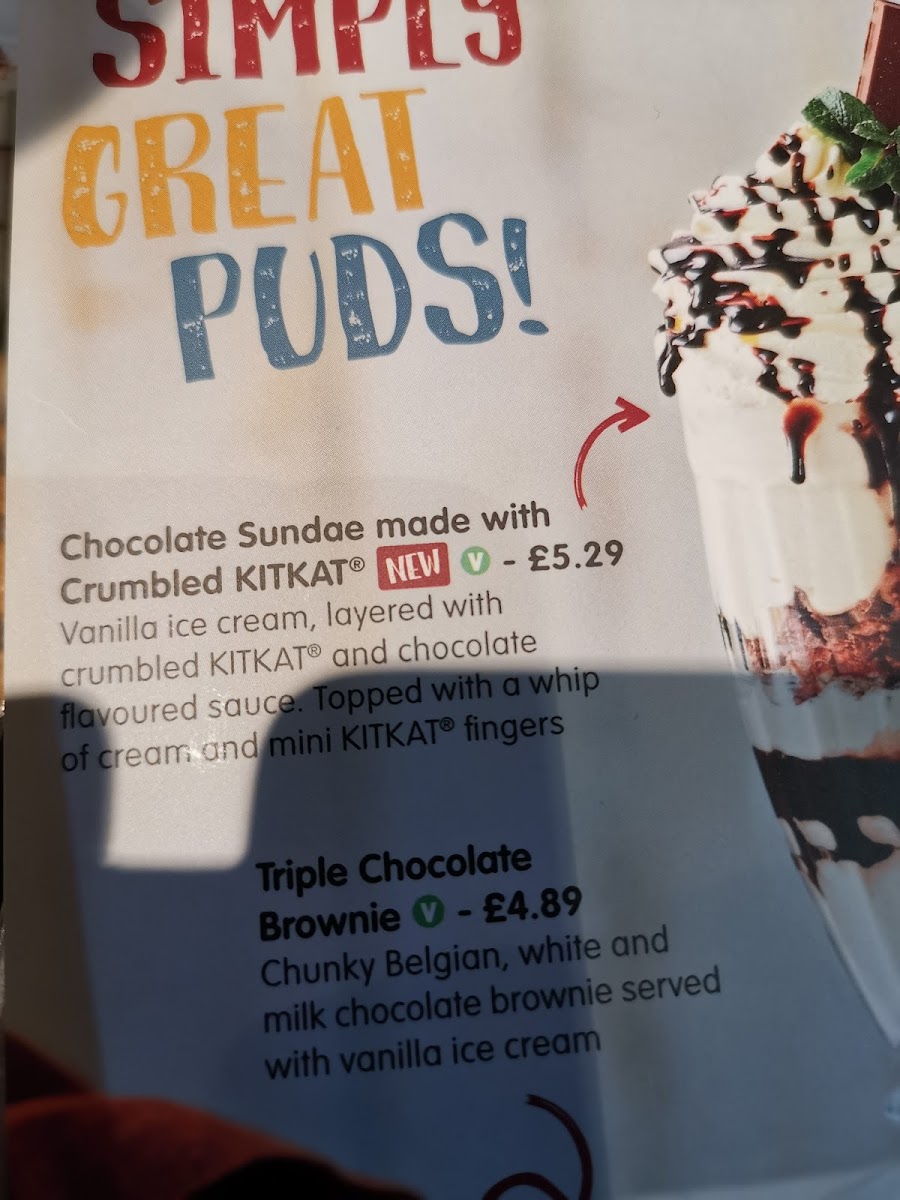 SIMPLY
GREAT
PUDS!
Chocolate Sundae made with
Crumbled KITKAT® NEW V - £5.29
Vanilla ice cream, layered with
crumbled KITKAT® and chocolate
flavoured sauce. Topped with a whip
of cream and mini KITKAT® fingers
Triple Chocolate
Brownie V - £4.89
Chunky Belgian, white and
milk chocolate brownie served
with vanilla ice cream